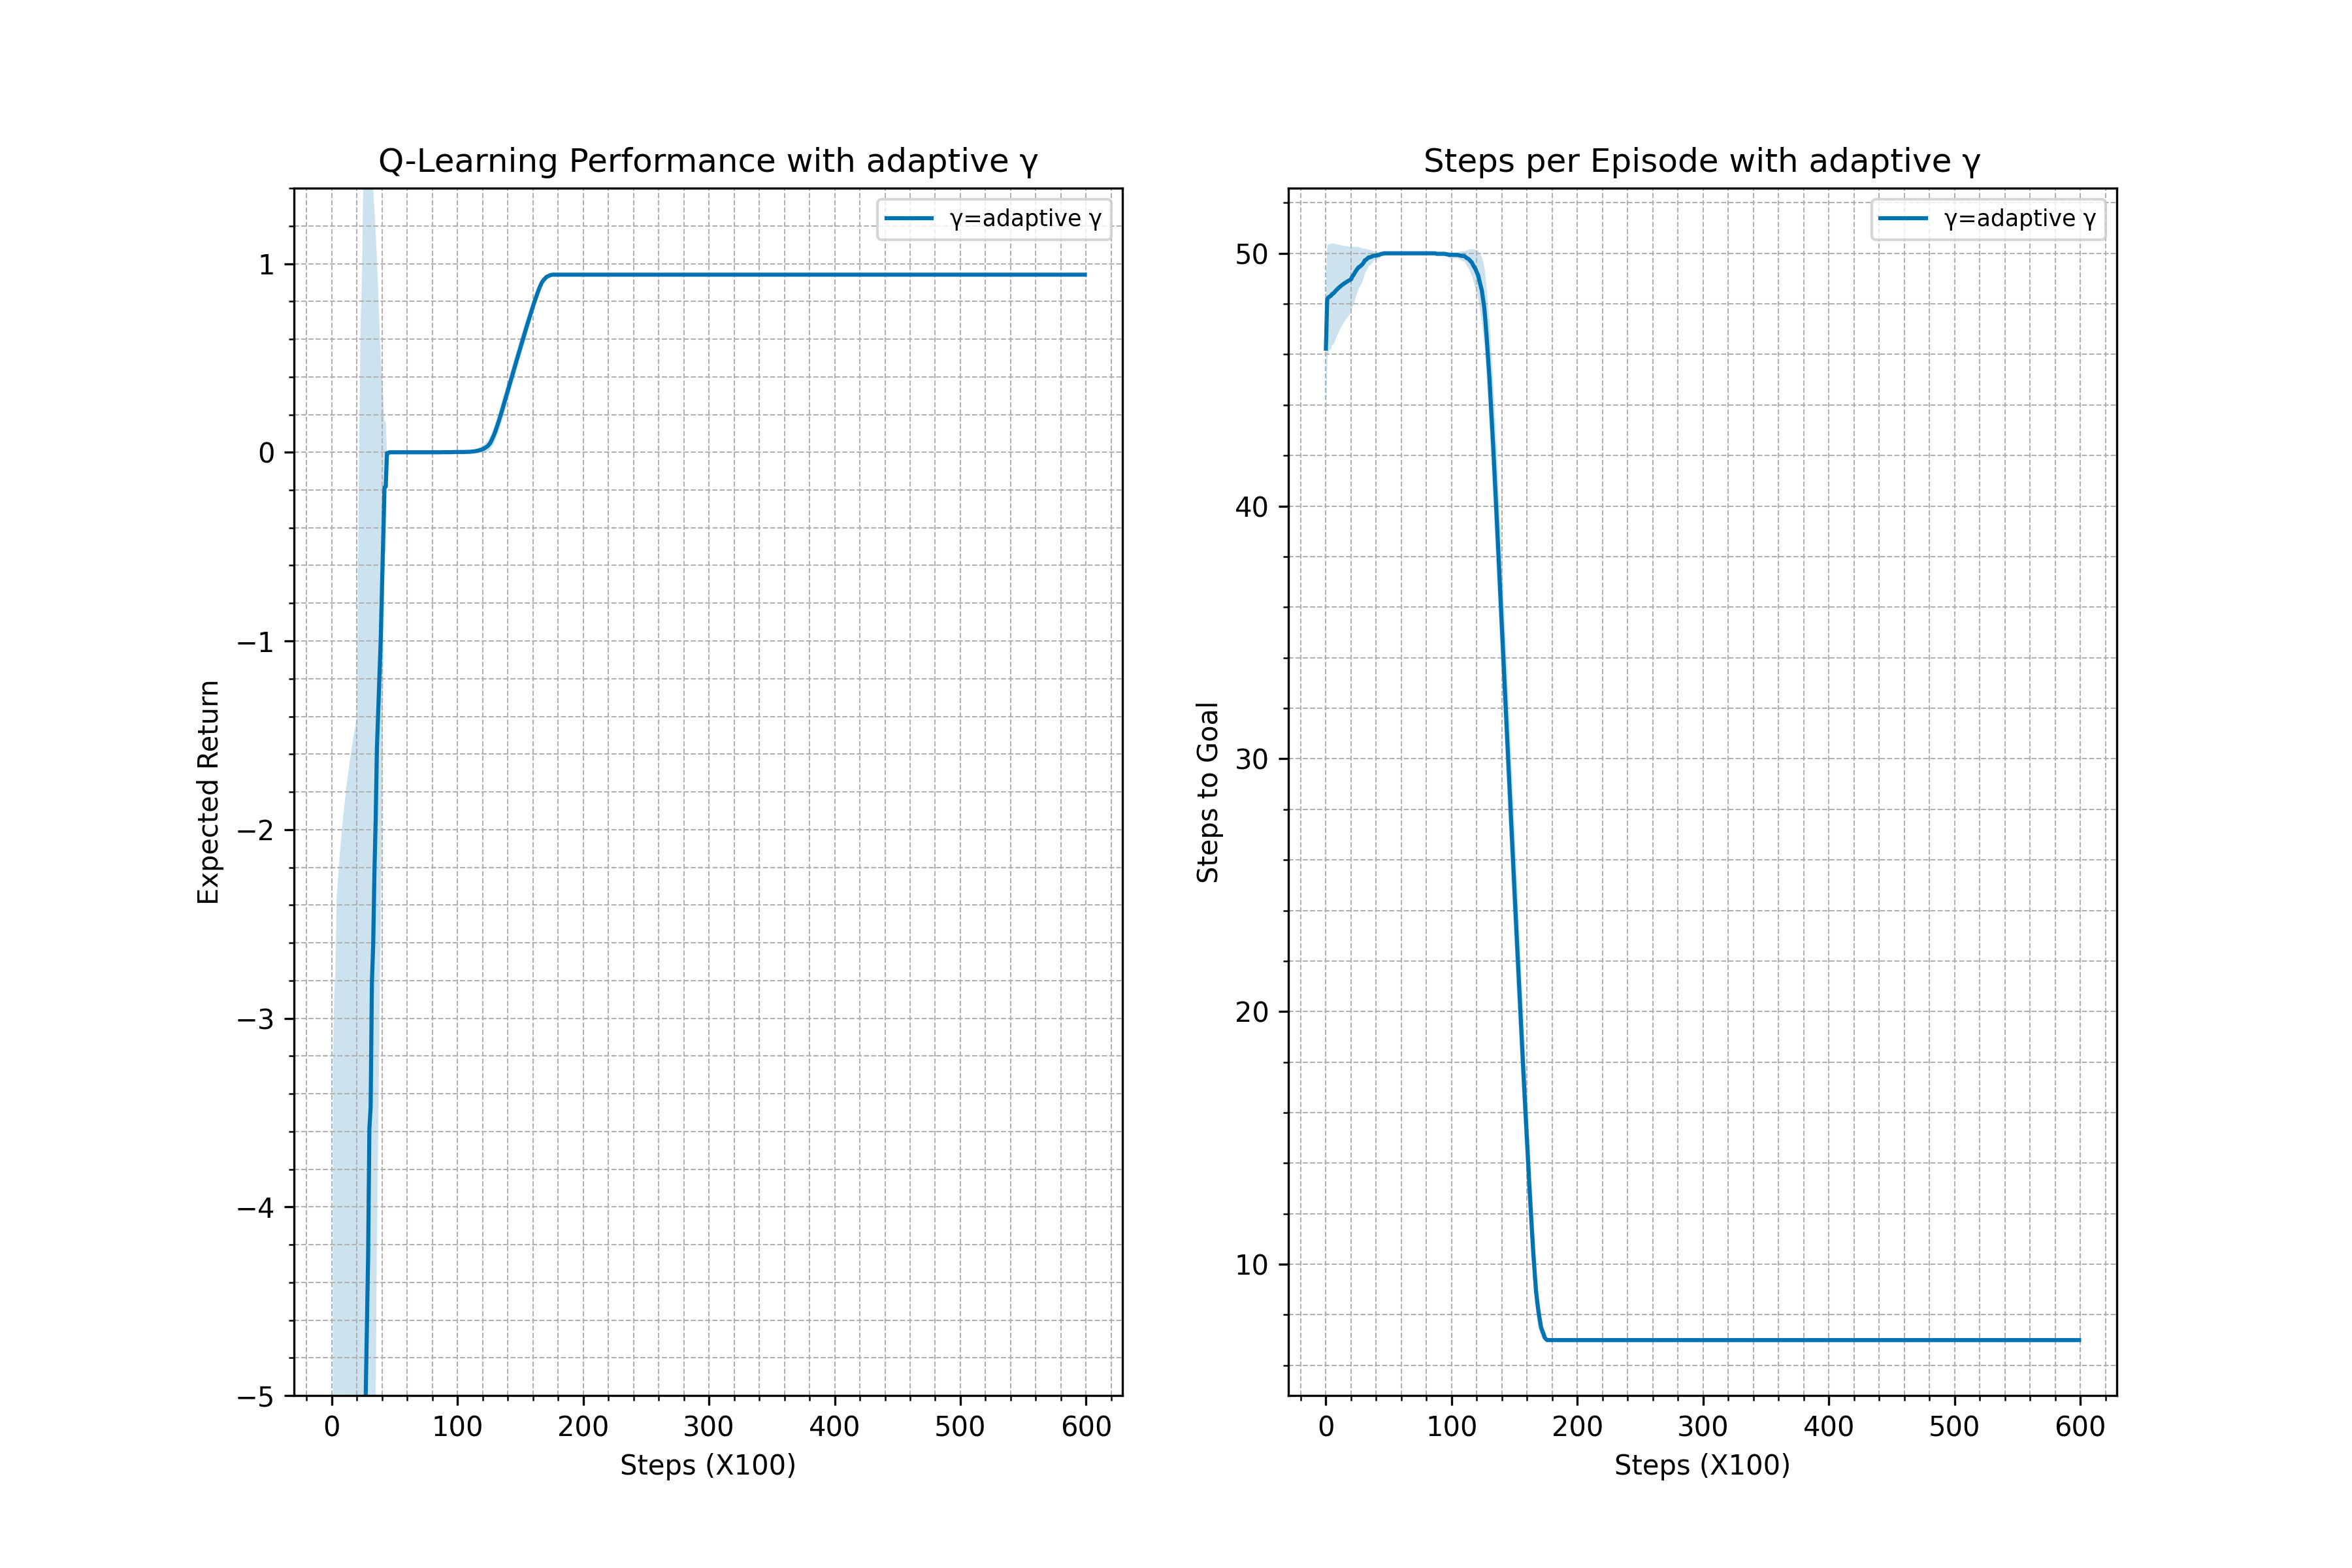 Q-Learning Performance with adaptive γ
γ=adaptive γ
1
0
−1
−2
−3
−4
−5
Expected Return
0 100 200 300 400 500 600
Steps (X100)
Steps per Episode with adaptive γ
γ=adaptive γ
50
40
30
20
10
Steps to Goal
0 100 200 300 400 500 600
Steps (X100)